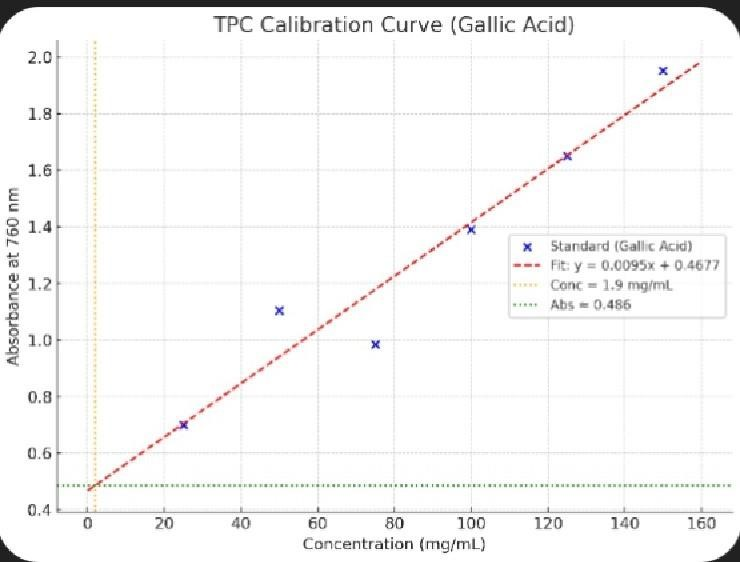 TPC Calibration Curve (Gallic Acid)
2.0
1.8
1.6
1.4
1.2
1.0
0.8
0.6
0.4
Absorbance at 760 nm
Standard (Gallic Acid)
Fit: y = 0.0095x + 0.4677
Conc = 1.9 mg/mL
Abs = 0.486
0 20 40 60 80 100 120 140 160
Concentration (mg/mL)